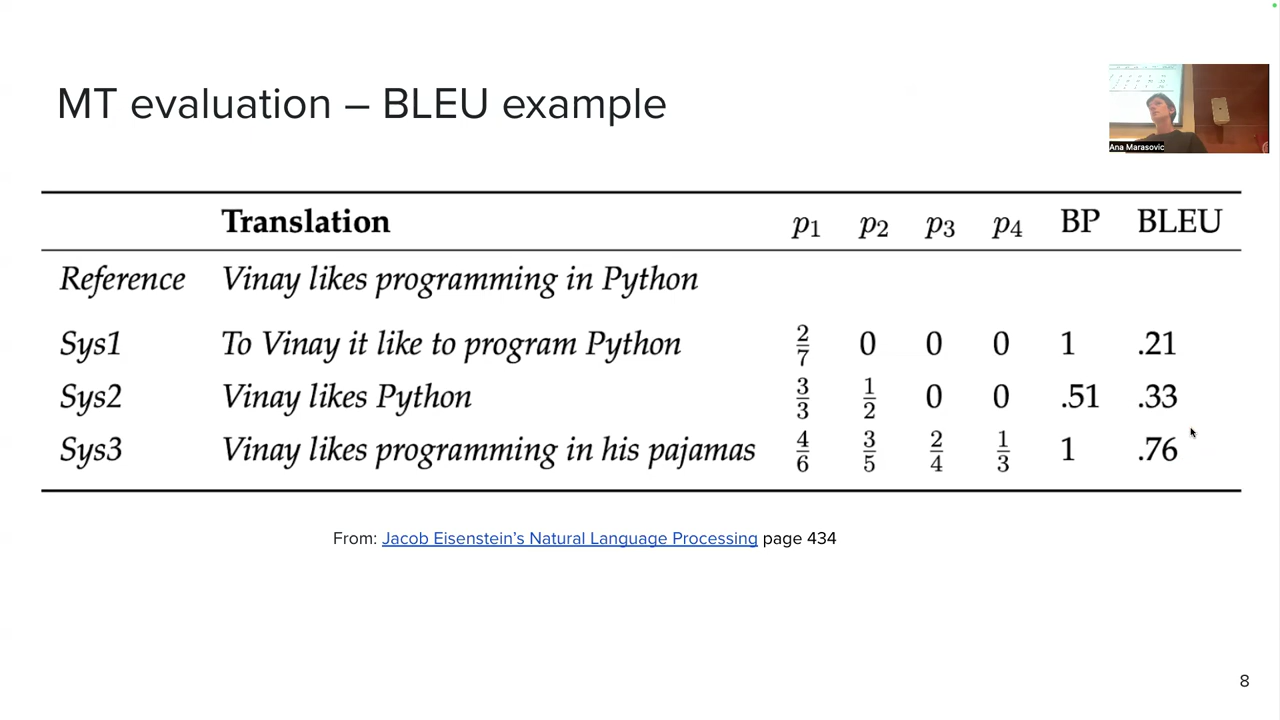 MT evaluation – BLEU example
Ana Marasovic
Translation p1 p2 p3 p4 BP BLEU
Reference Vinay likes programming in Python
Sys1 To Vinay it like to program Python 2/7 0 0 0 1 .21
Sys2 Vinay likes Python 3/3 1/2 0 0 .51 .33
Sys3 Vinay likes programming in his pajamas 4/6 3/5 2/4 1/3 1 .76
From: Jacob Eisenstein's Natural Language Processing page 434
8